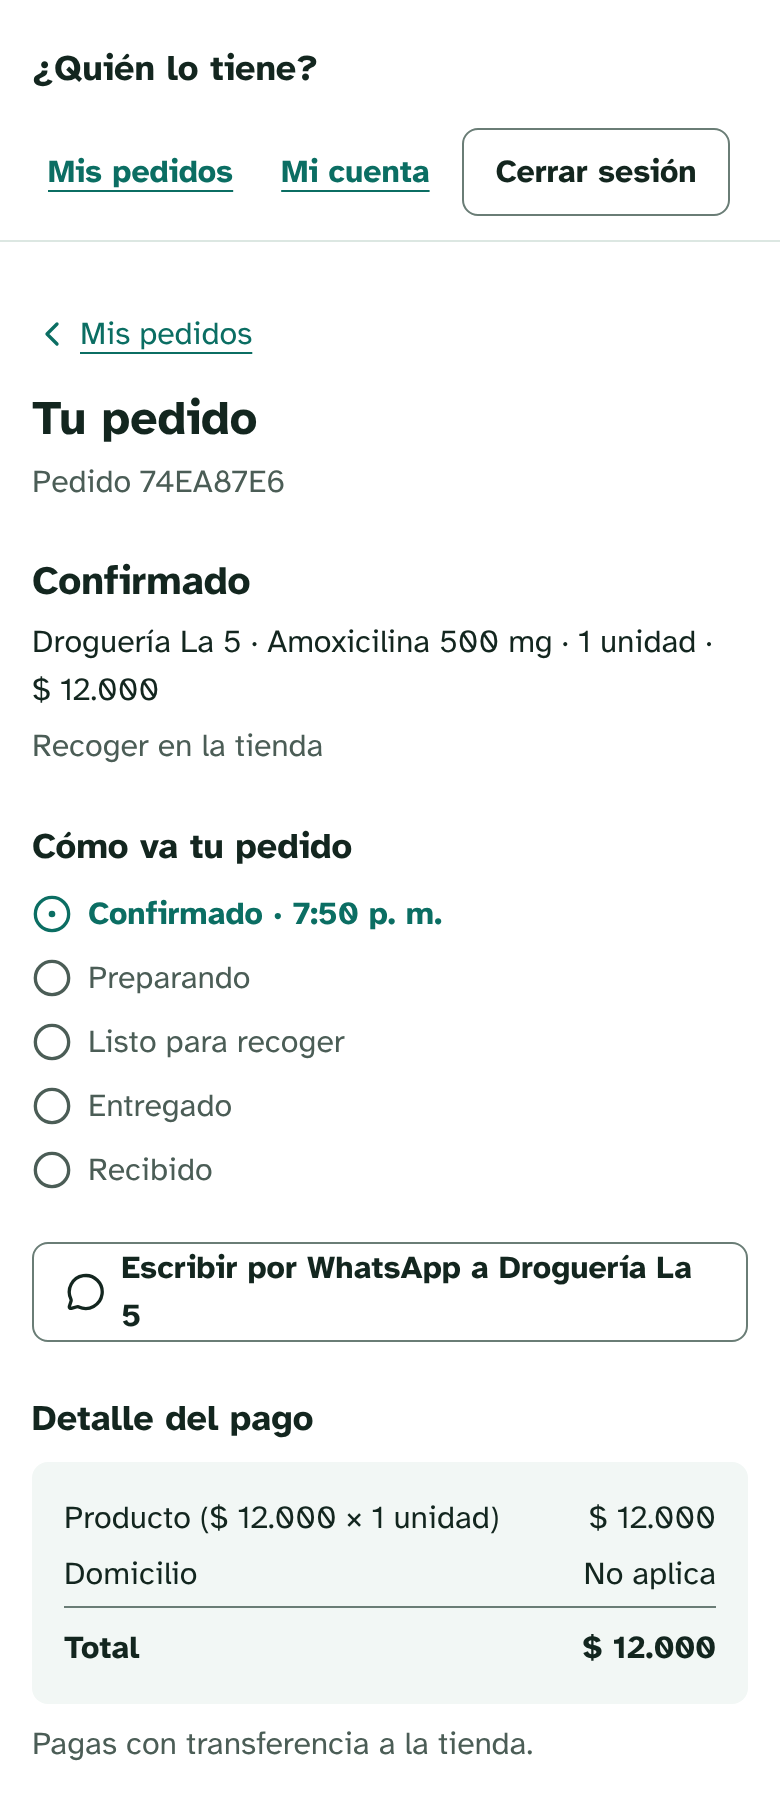 ¿Quién lo tiene?
Mis pedidos
Mi cuenta
Cerrar sesión
Mis pedidos
Tu pedido
Pedido 74EA87E6
Confirmado
Droguería La 5 · Amoxicilina 500 mg · 1 unidad ·
$ 12.000
Recoger en la tienda
Cómo va tu pedido
Confirmado · 7:50 p. m.
Preparando
Listo para recoger
Entregado
Recibido
Escribir por WhatsApp a Droguería La
5
Detalle del pago
Producto ($ 12.000 × 1 unidad) $ 12.000
Domicilio No aplica
Total $ 12.000
Pagas con transferencia a la tienda.